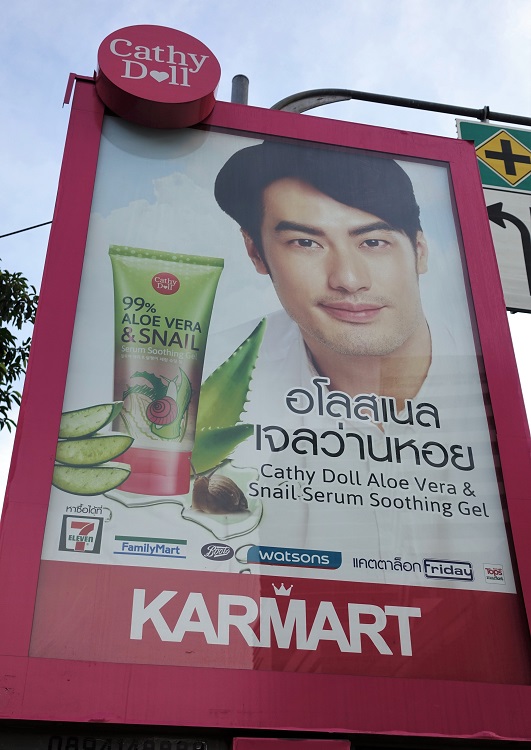 Cathy
Doll
Cathy
Doll
99%
ALOE VERA
& SNAIL
Serum Soothing Gel
อโลสเนล
เจลว่านหอย
Cathy Doll Aloe Vera &
Snail Serum Soothing Gel
หาซื้อได้ที่
7
ELEVEN
FamilyMart
Boots
watsons
แคตตาล็อก Friday
Tops
KARMART